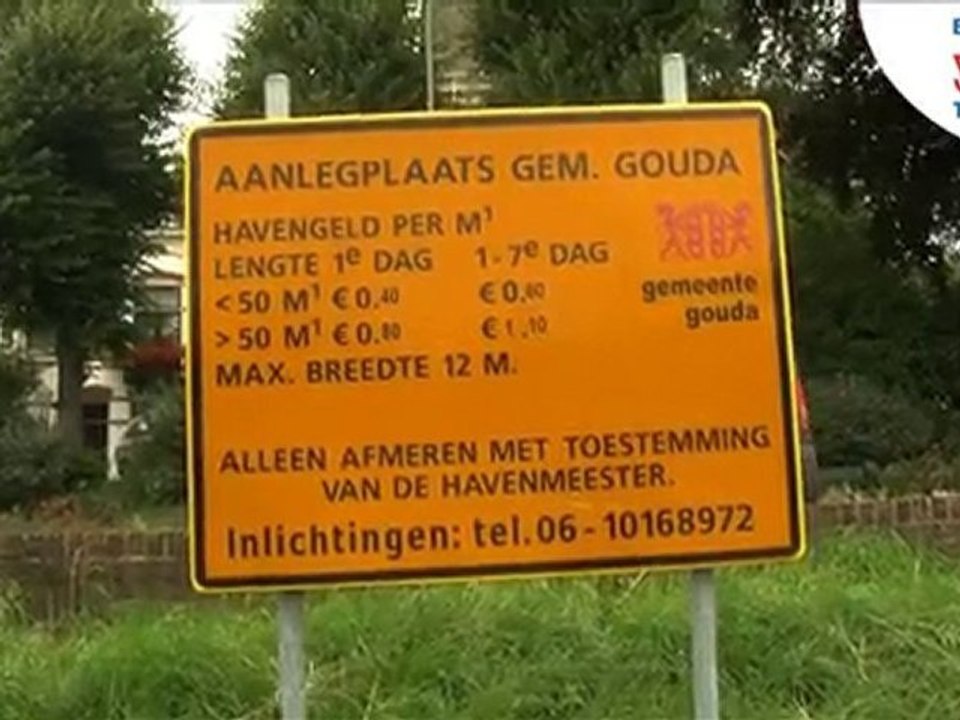 AANLEGPLAATS GEM. GOUDA
HAVENGELD PER M¹
LENGTE 1e DAG 1-7e DAG
<50 M¹ €0.40 €0.80
>50 M¹ €0.80 €1.10
MAX. BREEDTE 12 M.
gemeente
gouda
ALLEEN AFMEREN MET TOESTEMMING
VAN DE HAVENMEESTER.
Inlichtingen: tel. 06-10168972